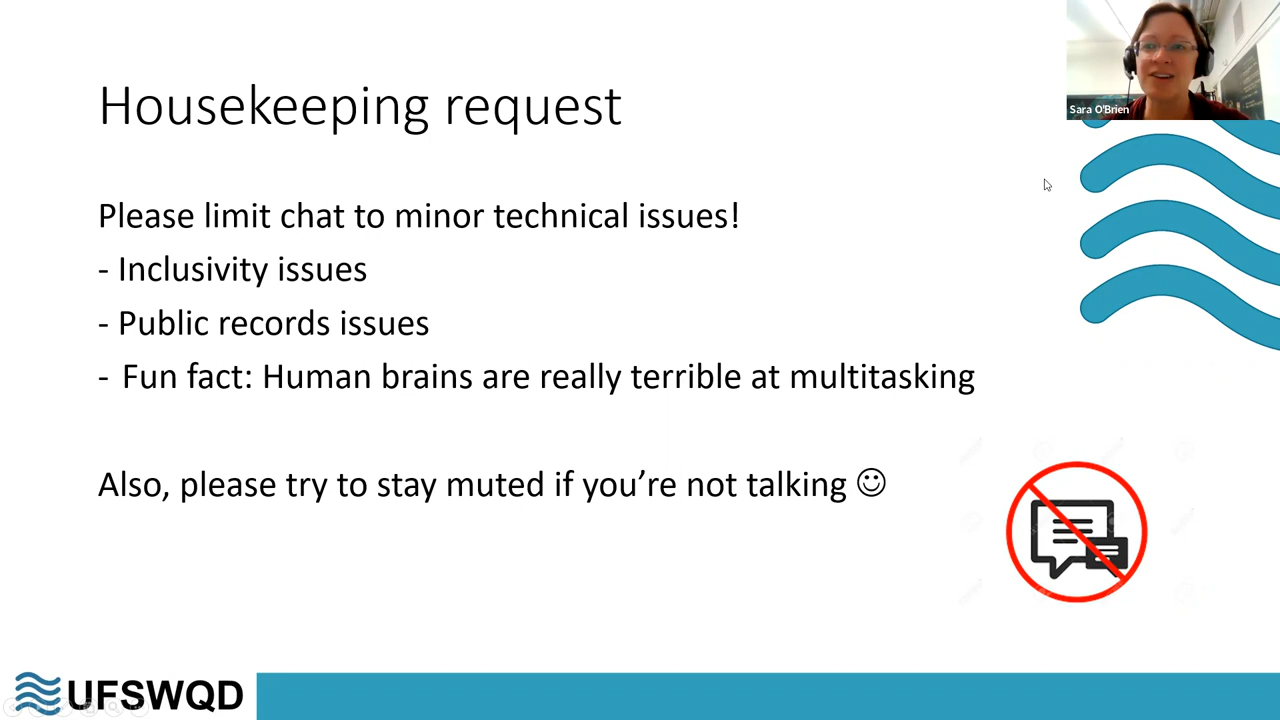 Housekeeping request
Sara O'Brien
Please limit chat to minor technical issues!
- Inclusivity issues
- Public records issues
- Fun fact: Human brains are really terrible at multitasking
Also, please try to stay muted if you’re not talking ☺
UFSWQD